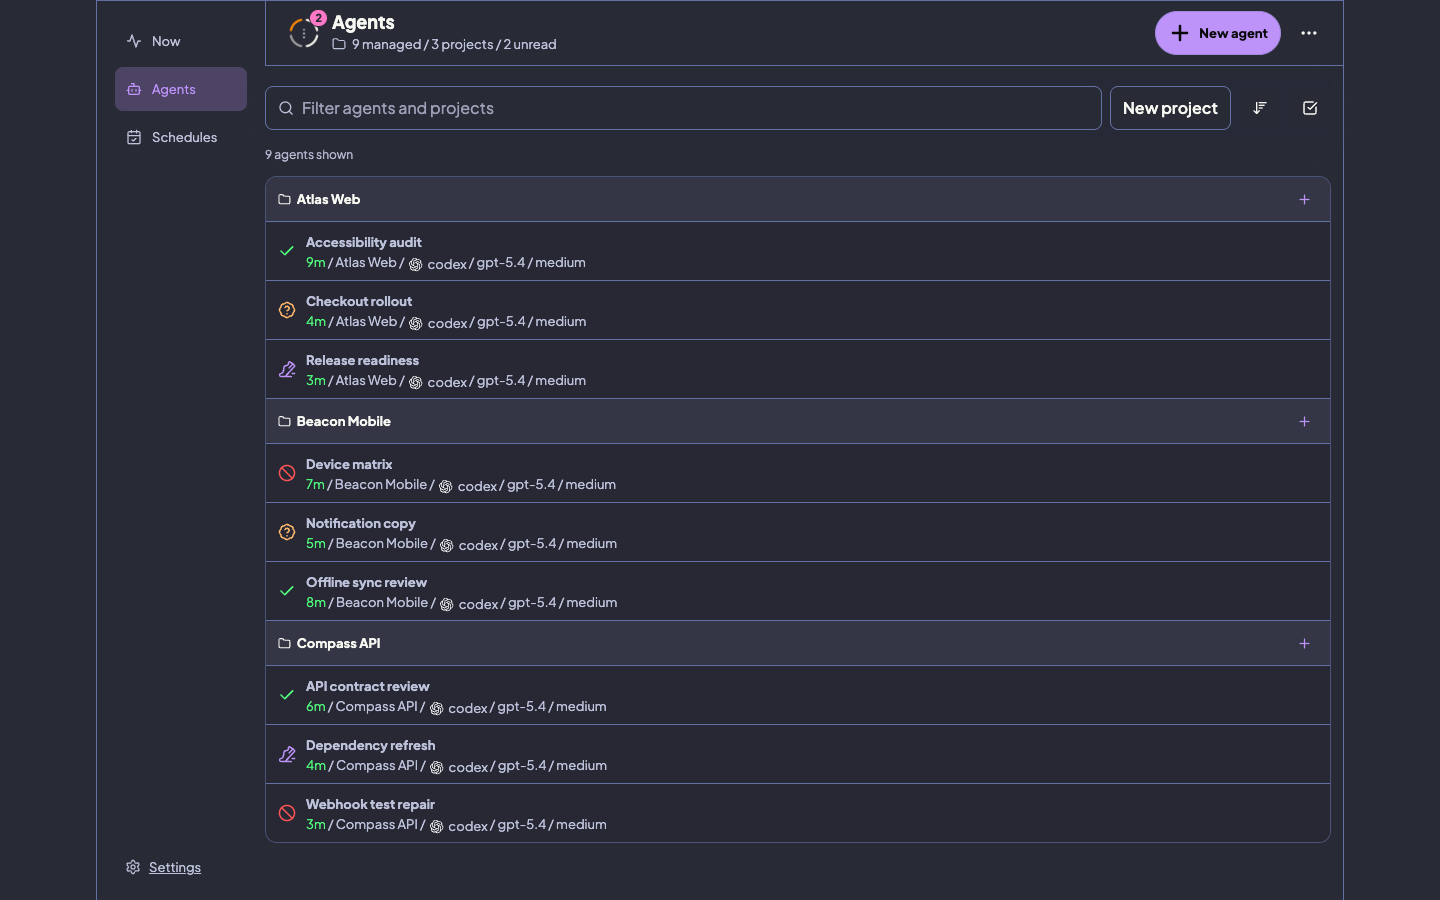 Now
Agents
Schedules
Settings
2
Agents
9 managed / 3 projects / 2 unread
New agent
Filter agents and projects
New project
9 agents shown
Atlas Web
Accessibility audit
9m / Atlas Web / codex / gpt-5.4 / medium
Checkout rollout
4m / Atlas Web / codex / gpt-5.4 / medium
Release readiness
3m / Atlas Web / codex / gpt-5.4 / medium
Beacon Mobile
Device matrix
7m / Beacon Mobile / codex / gpt-5.4 / medium
Notification copy
5m / Beacon Mobile / codex / gpt-5.4 / medium
Offline sync review
8m / Beacon Mobile / codex / gpt-5.4 / medium
Compass API
API contract review
6m / Compass API / codex / gpt-5.4 / medium
Dependency refresh
4m / Compass API / codex / gpt-5.4 / medium
Webhook test repair
3m / Compass API / codex / gpt-5.4 / medium